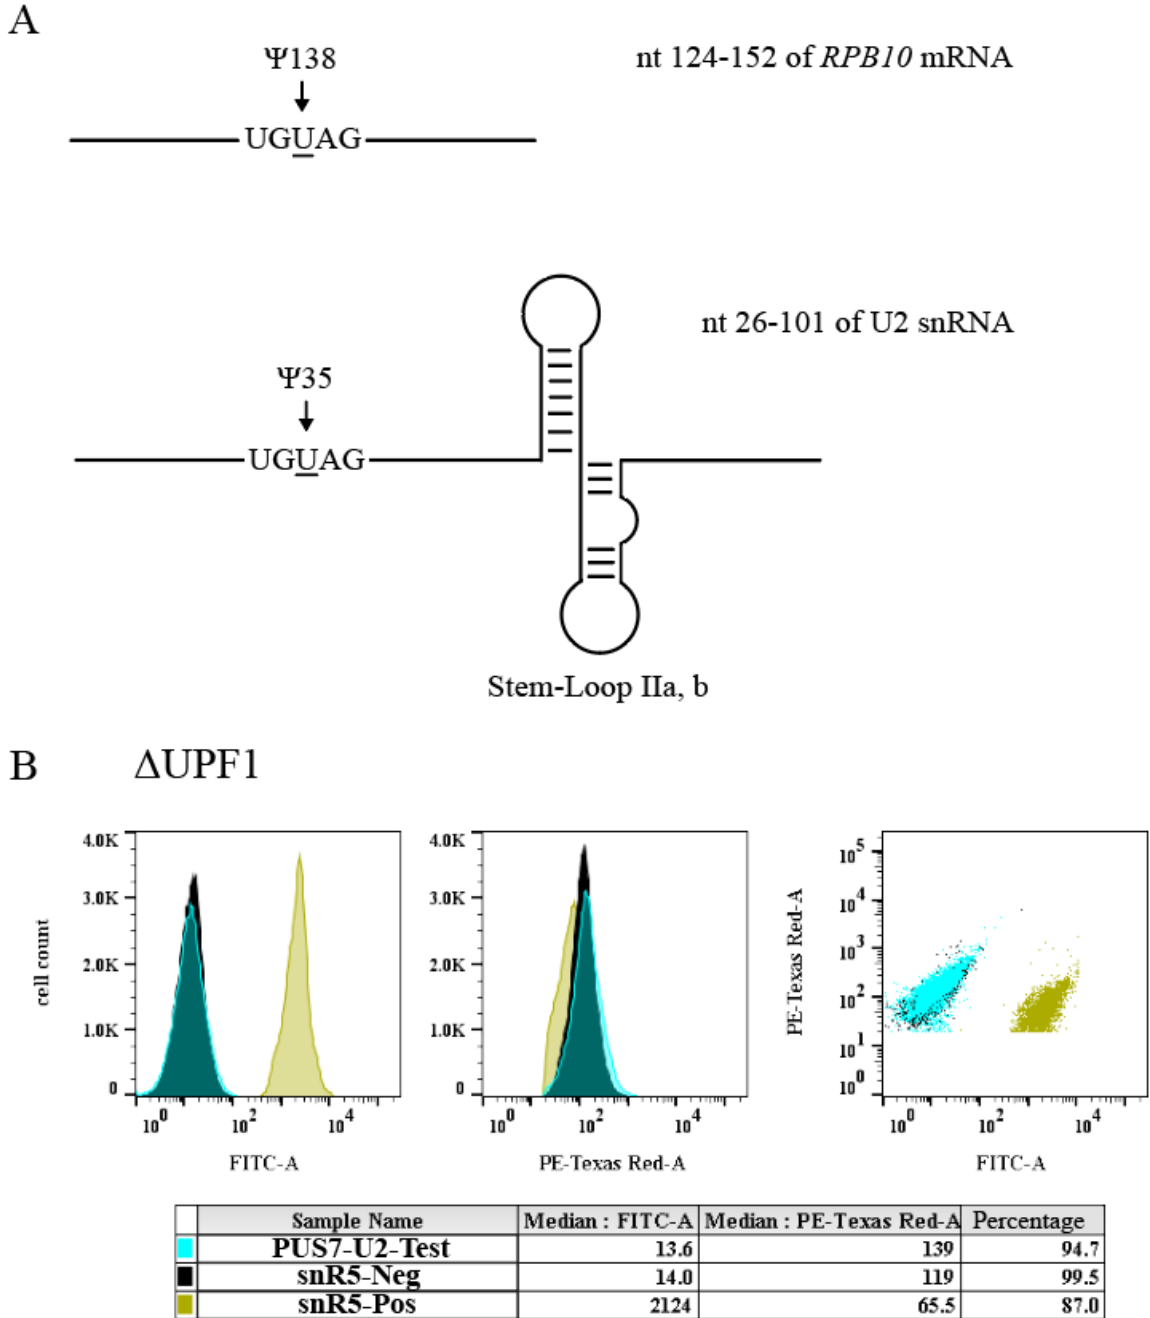 A
Ψ138
nt 124-152 of RPB10 mRNA
UGUAG
nt 26-101 of U2 snRNA
Ψ35
UGUAG
Stem-Loop IIa, b
B ΔUPF1
4.0K
3.0K
2.0K
1.0K
0
cell count
10^0 10^2 10^4
FITC-A
4.0K
3.0K
2.0K
1.0K
0
10^0 10^2 10^4
PE-Texas Red-A
10^5
10^4
10^3
10^2
10^1
10^0
PE-Texas Red-A
10^0 10^2 10^4
FITC-A
Sample Name Median : FITC-A Median : PE-Texas Red-A Percentage
PUS7-U2-Test 13.6 139 94.7
snR5-Neg 14.0 119 99.5
snR5-Pos 2124 65.5 87.0